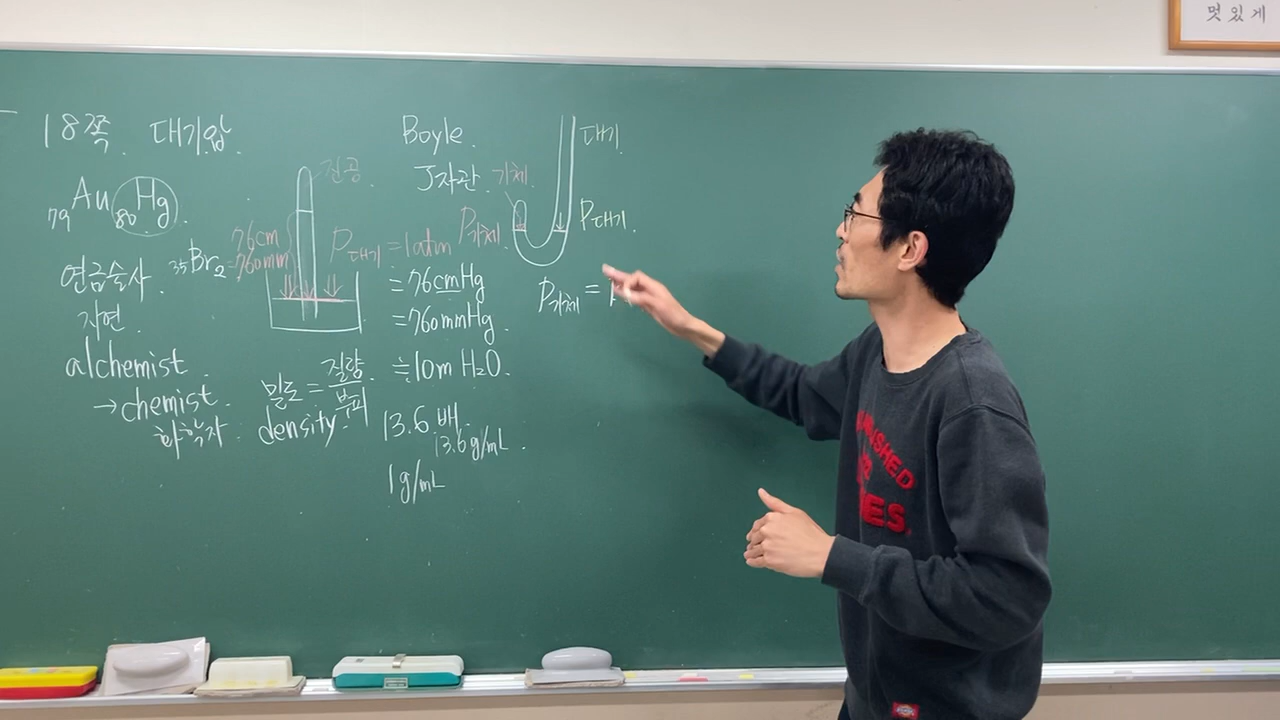 멋있게
18쪽. 대기압.
79Au 80Hg.
연금술사.
자연.
alchemist.
→chemist.
화학자.
35Br2
진공.
76cm
=760mm
P대기=1atm
=76cmHg
=760mmHg.
≒10m H2O.
밀도=질량/부피.
density.
13.6배.
13.6g/mL.
1g/mL
Boyle.
J자관.
기체.
대기.
P기체.
P대기.
P기체=